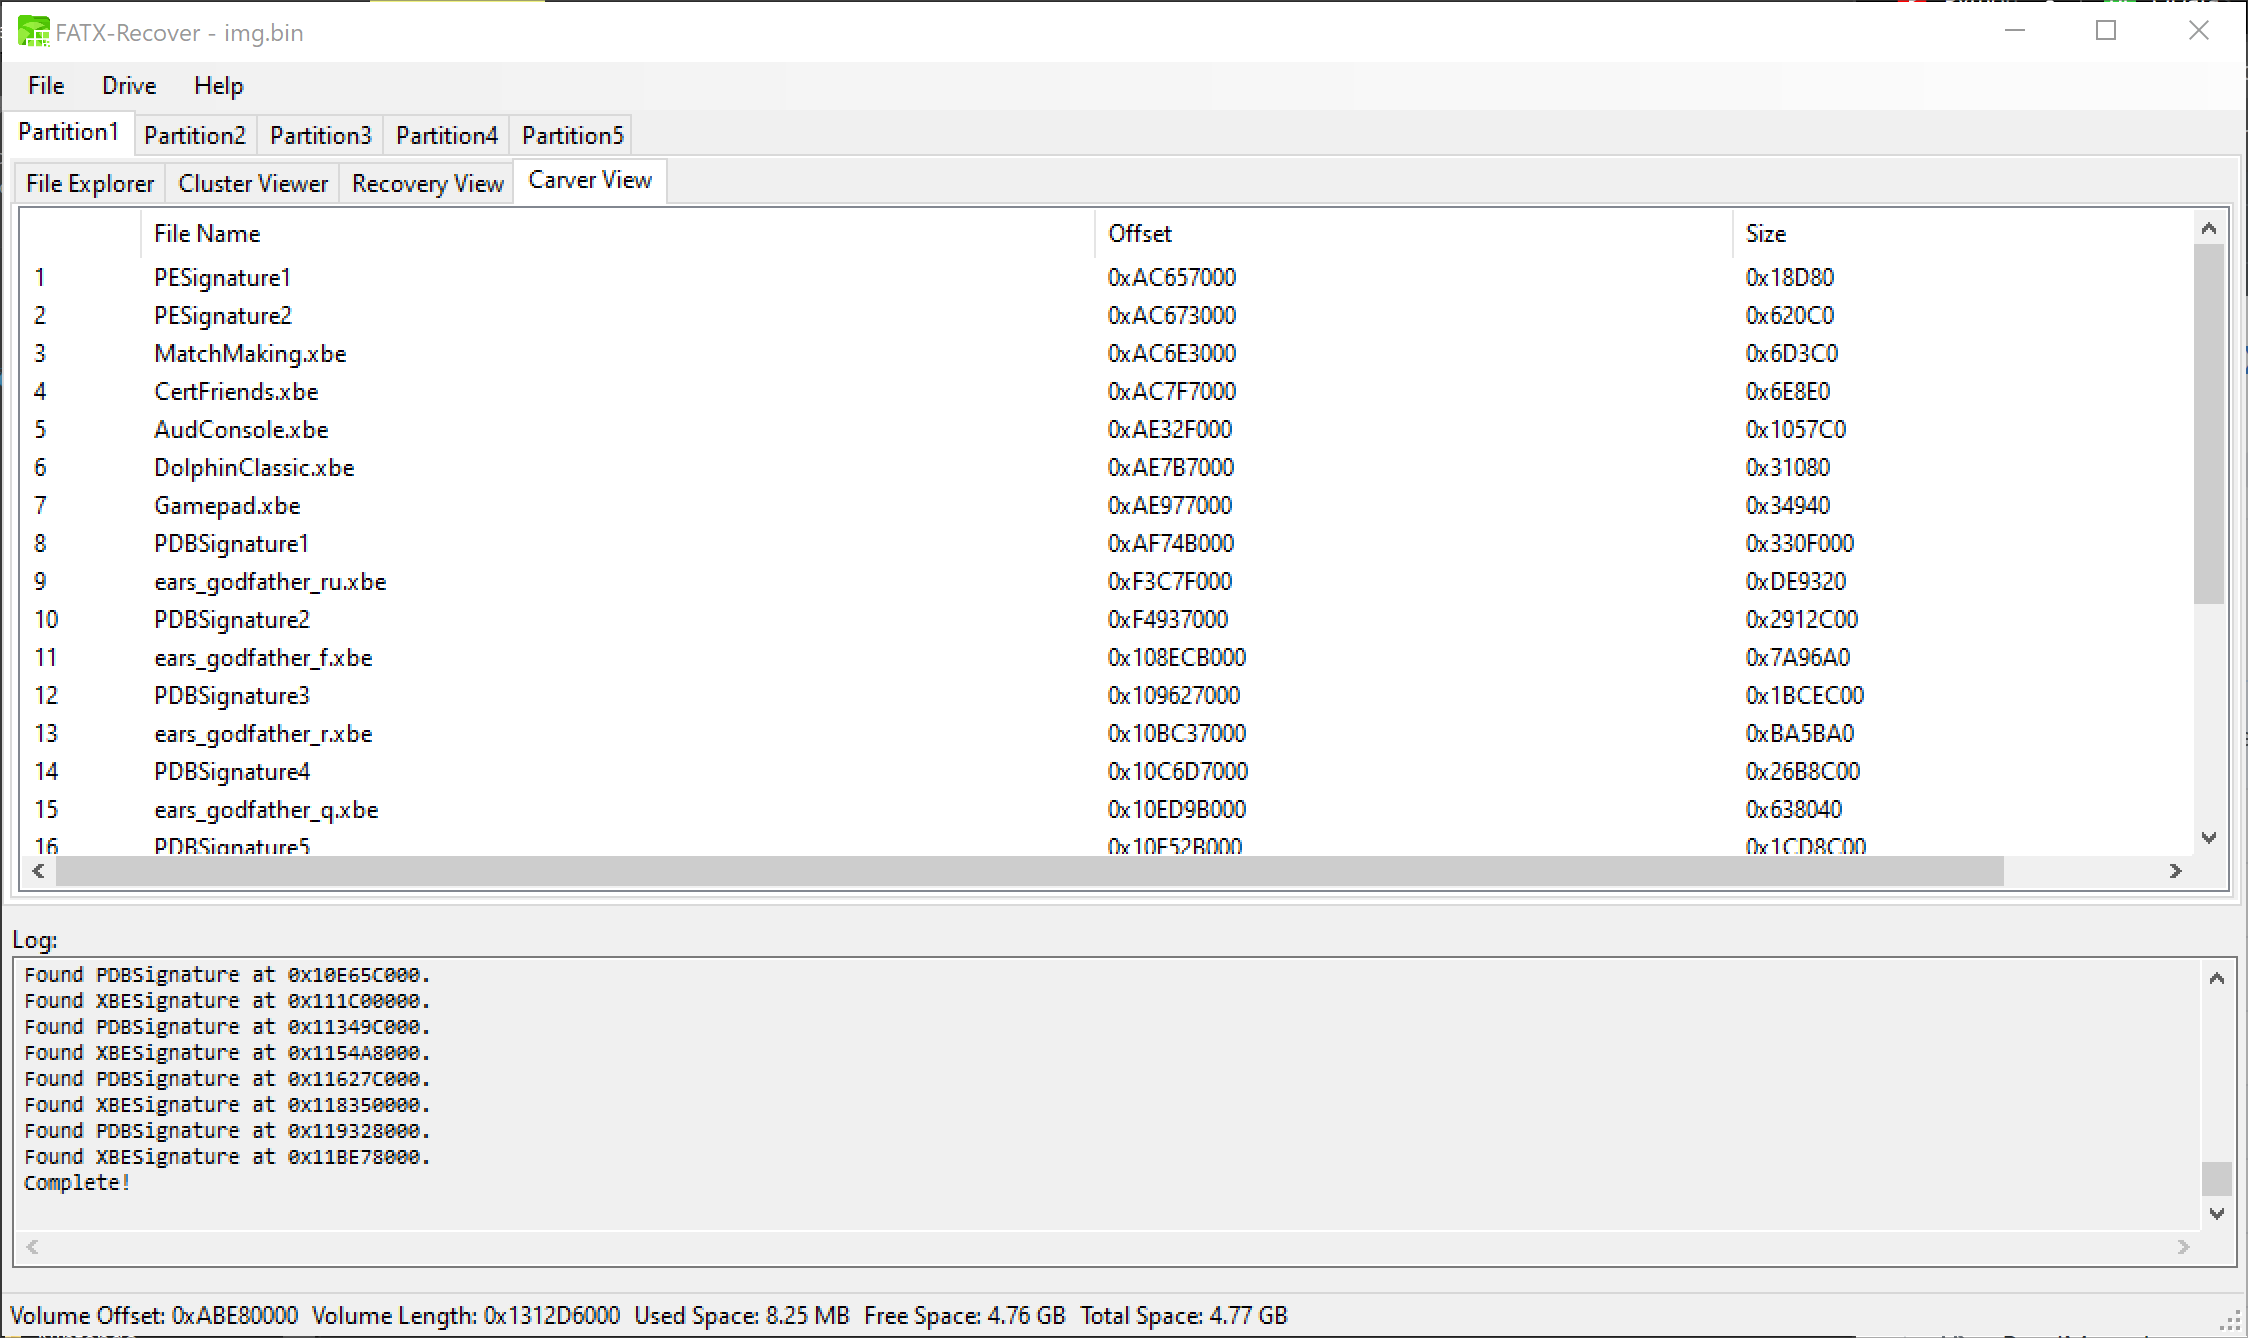 FATX-Recover - img.bin
File Drive Help
Partition1 Partition2 Partition3 Partition4 Partition5
File Explorer Cluster Viewer Recovery View Carver View
File Name Offset Size
1 PESignature1 0xAC657000 0x18D80
2 PESignature2 0xAC673000 0x620C0
3 MatchMaking.xbe 0xAC6E3000 0x6D3C0
4 CertFriends.xbe 0xAC7F7000 0x6E8E0
5 AudConsole.xbe 0xAE32F000 0x1057C0
6 DolphinClassic.xbe 0xAE7B7000 0x31080
7 Gamepad.xbe 0xAE977000 0x34940
8 PDBSignature1 0xAF74B000 0x330F000
9 ears_godfather_ru.xbe 0xF3C7F000 0xDE9320
10 PDBSignature2 0xF4937000 0x2912C00
11 ears_godfather_f.xbe 0x108ECB000 0x7A96A0
12 PDBSignature3 0x109627000 0x1BCEC00
13 ears_godfather_r.xbe 0x10BC37000 0xBA5BA0
14 PDBSignature4 0x10C6D7000 0x26B8C00
15 ears_godfather_q.xbe 0x10ED9B000 0x638040
16 PDBSignature5 0x10F52B000 0x1CD8C00
Log:
Found PDBSignature at 0x10E65C000.
Found XBESignature at 0x111C00000.
Found PDBSignature at 0x11349C000.
Found XBESignature at 0x1154A8000.
Found PDBSignature at 0x11627C000.
Found XBESignature at 0x118350000.
Found PDBSignature at 0x119328000.
Found XBESignature at 0x11BE78000.
Complete!
Volume Offset: 0xABE80000 Volume Length: 0x1312D6000 Used Space: 8.25 MB Free Space: 4.76 GB Total Space: 4.77 GB